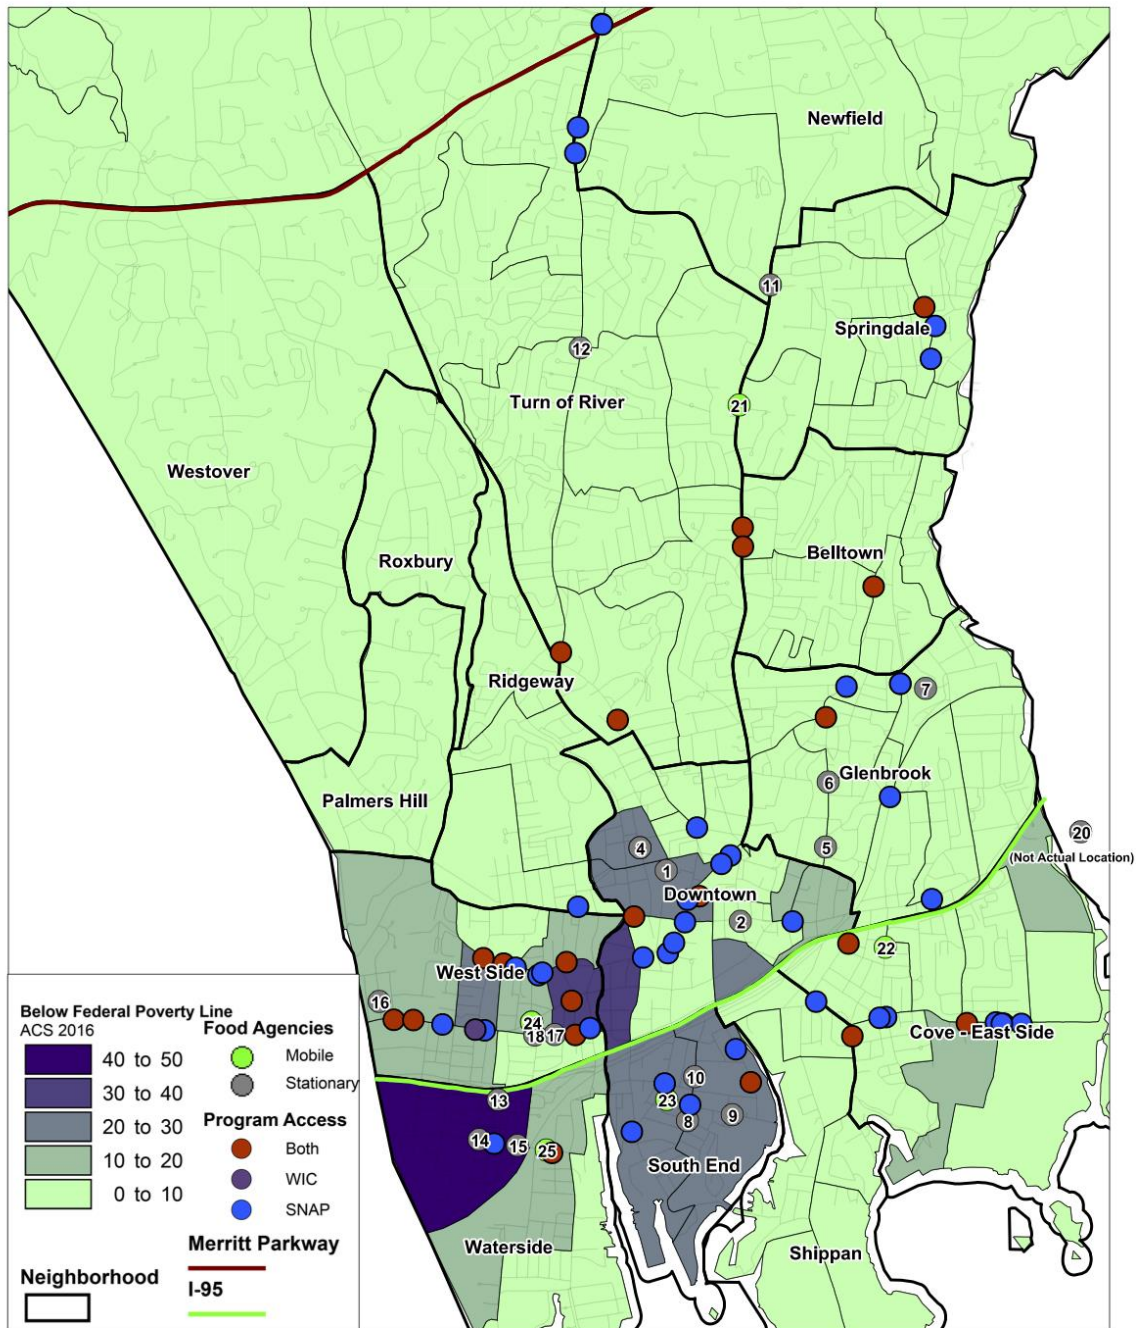 Newfield
11
Springdale
12
Turn of River
21
Westover
Belltown
Roxbury
Ridgeway
7
Glenbrook
6
Palmers Hill
20
(Not Actual Location)
5
4
1
Downtown
2
22
West Side
16
24
18
17
Cove - East Side
10
13
23
9
8
14
15
25
South End
Waterside
Shippan
Below Federal Poverty Line
ACS 2016
40 to 50
30 to 40
20 to 30
10 to 20
0 to 10
Neighborhood
Food Agencies
Mobile
Stationary
Program Access
Both
WIC
SNAP
Merritt Parkway
I-95